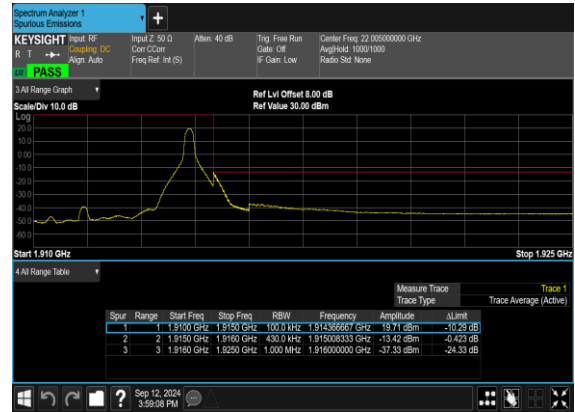 Spectrum Analyzer 1
Spurious Emissions
KEYSIGHT Input: RF Input Z: 50 Ω Atten: 40 dB Trig: Free Run Center Freq: 22.005000000 GHz
R T Coupling: DC Corr CCorr Gate: Off Avg|Hold: 1000/1000
Align: Auto Freq Ref: Int (S) IF Gain: Low Radio Std: None
PASS
3 All Range Graph Ref Lvl Offset 8.00 dB
Scale/Div 10.0 dB Ref Value 30.00 dBm
Log
20.0
10.0
0.00
-10.0
-20.0
-30.0
-40.0
-50.0
-60.0
Start 1.910 GHz Stop 1.925 GHz
4 All Range Table
Measure Trace Trace 1
Trace Type Trace Average (Active)
Spur Range Start Freq Stop Freq RBW Frequency Amplitude ΔLimit
1 1 1.9100 GHz 1.9150 GHz 100.0 kHz 1.914366667 GHz 19.71 dBm -10.29 dB
2 2 1.9150 GHz 1.9160 GHz 430.0 kHz 1.915008333 GHz -13.42 dBm -0.423 dB
3 3 1.9160 GHz 1.9250 GHz 1.000 MHz 1.916000000 GHz -37.33 dBm -24.33 dB
Sep 12, 2024
3:59:08 PM